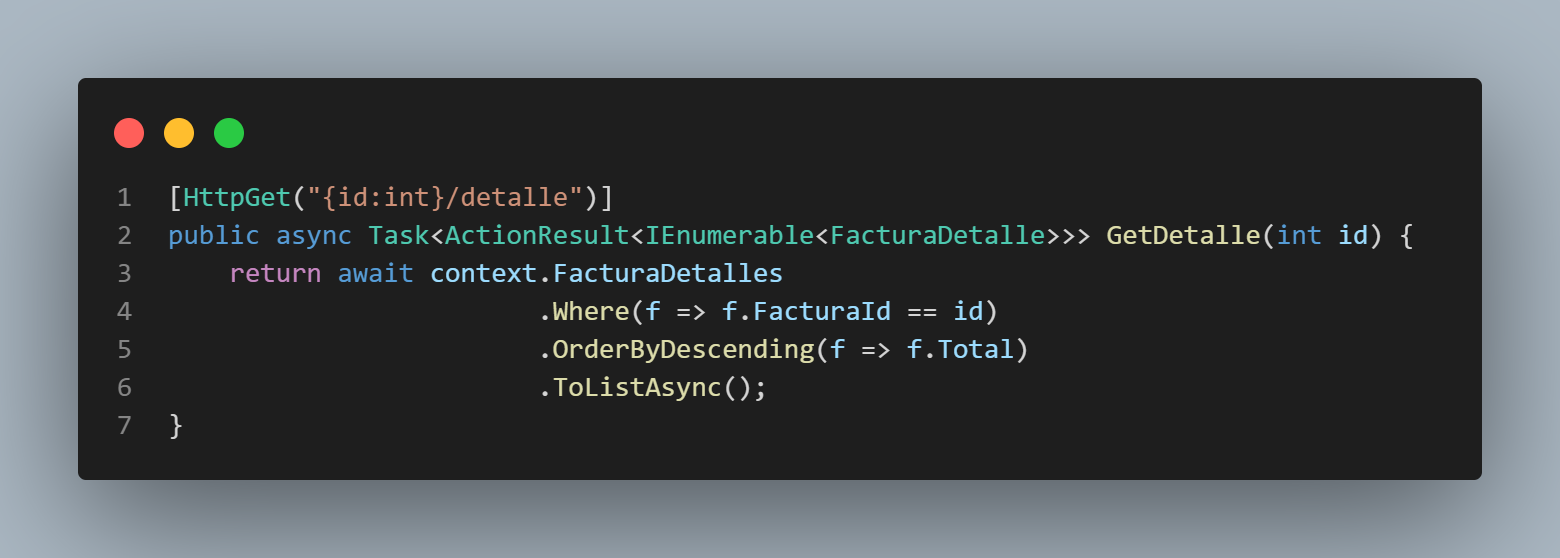 1 [HttpGet("{id:int}/detalle")]
2 public async Task<ActionResult<IEnumerable<FacturaDetalle>>> GetDetalle(int id) {
3     return await context.FacturaDetalles
4                         .Where(f => f.FacturaId == id)
5                         .OrderByDescending(f => f.Total)
6                         .ToListAsync();
7 }